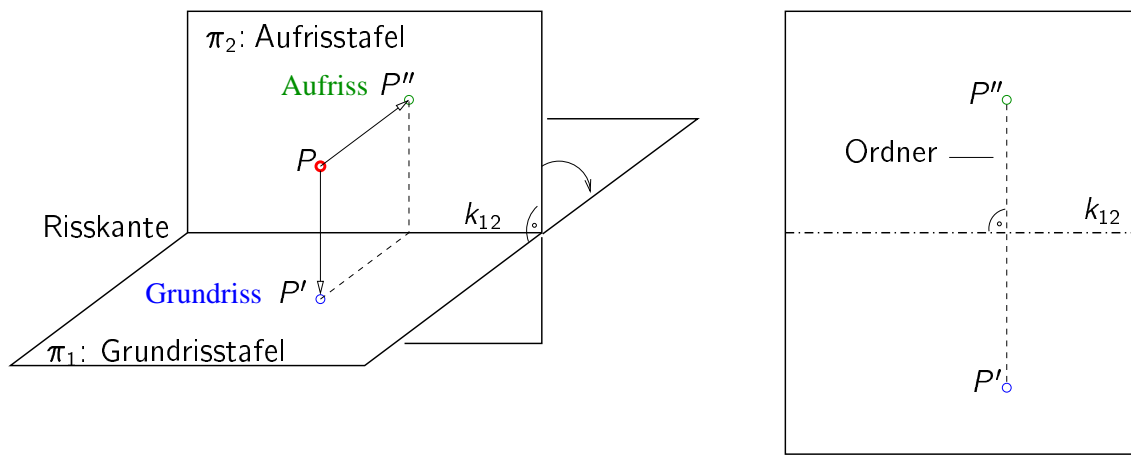 π₂: Aufrisstafel
Aufriss P″
P
Risskante
k₁₂
Grundriss P′
π₁: Grundrisstafel
P″
Ordner
k₁₂
P′